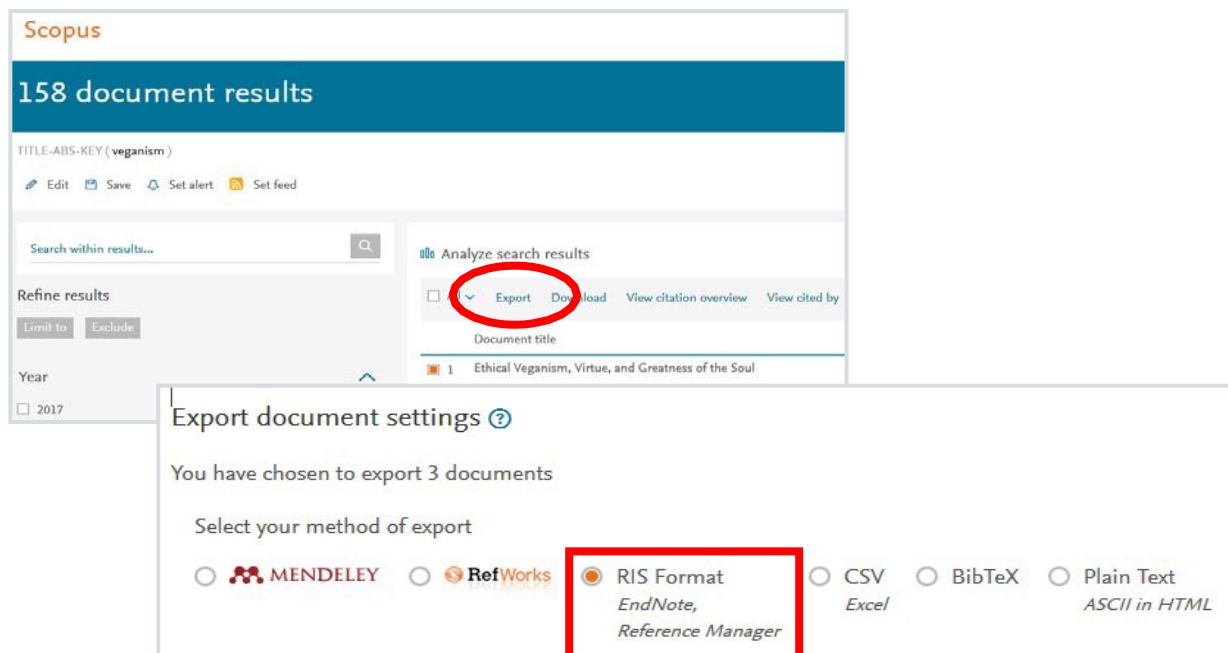 Scopus
158 document results
TITLE-ABS-KEY ( veganism )
Edit Save Set alert Set feed
Search within results...
Analyze search results
Refine results
Export Download View citation overview View cited by
Limit to Exclude
Document title
Year
1 Ethical Veganism, Virtue, and Greatness of the Soul
2017
Export document settings ?
You have chosen to export 3 documents
Select your method of export
MENDELEY RefWorks RIS Format CSV BibTeX Plain Text
EndNote, Excel ASCII in HTML
Reference Manager